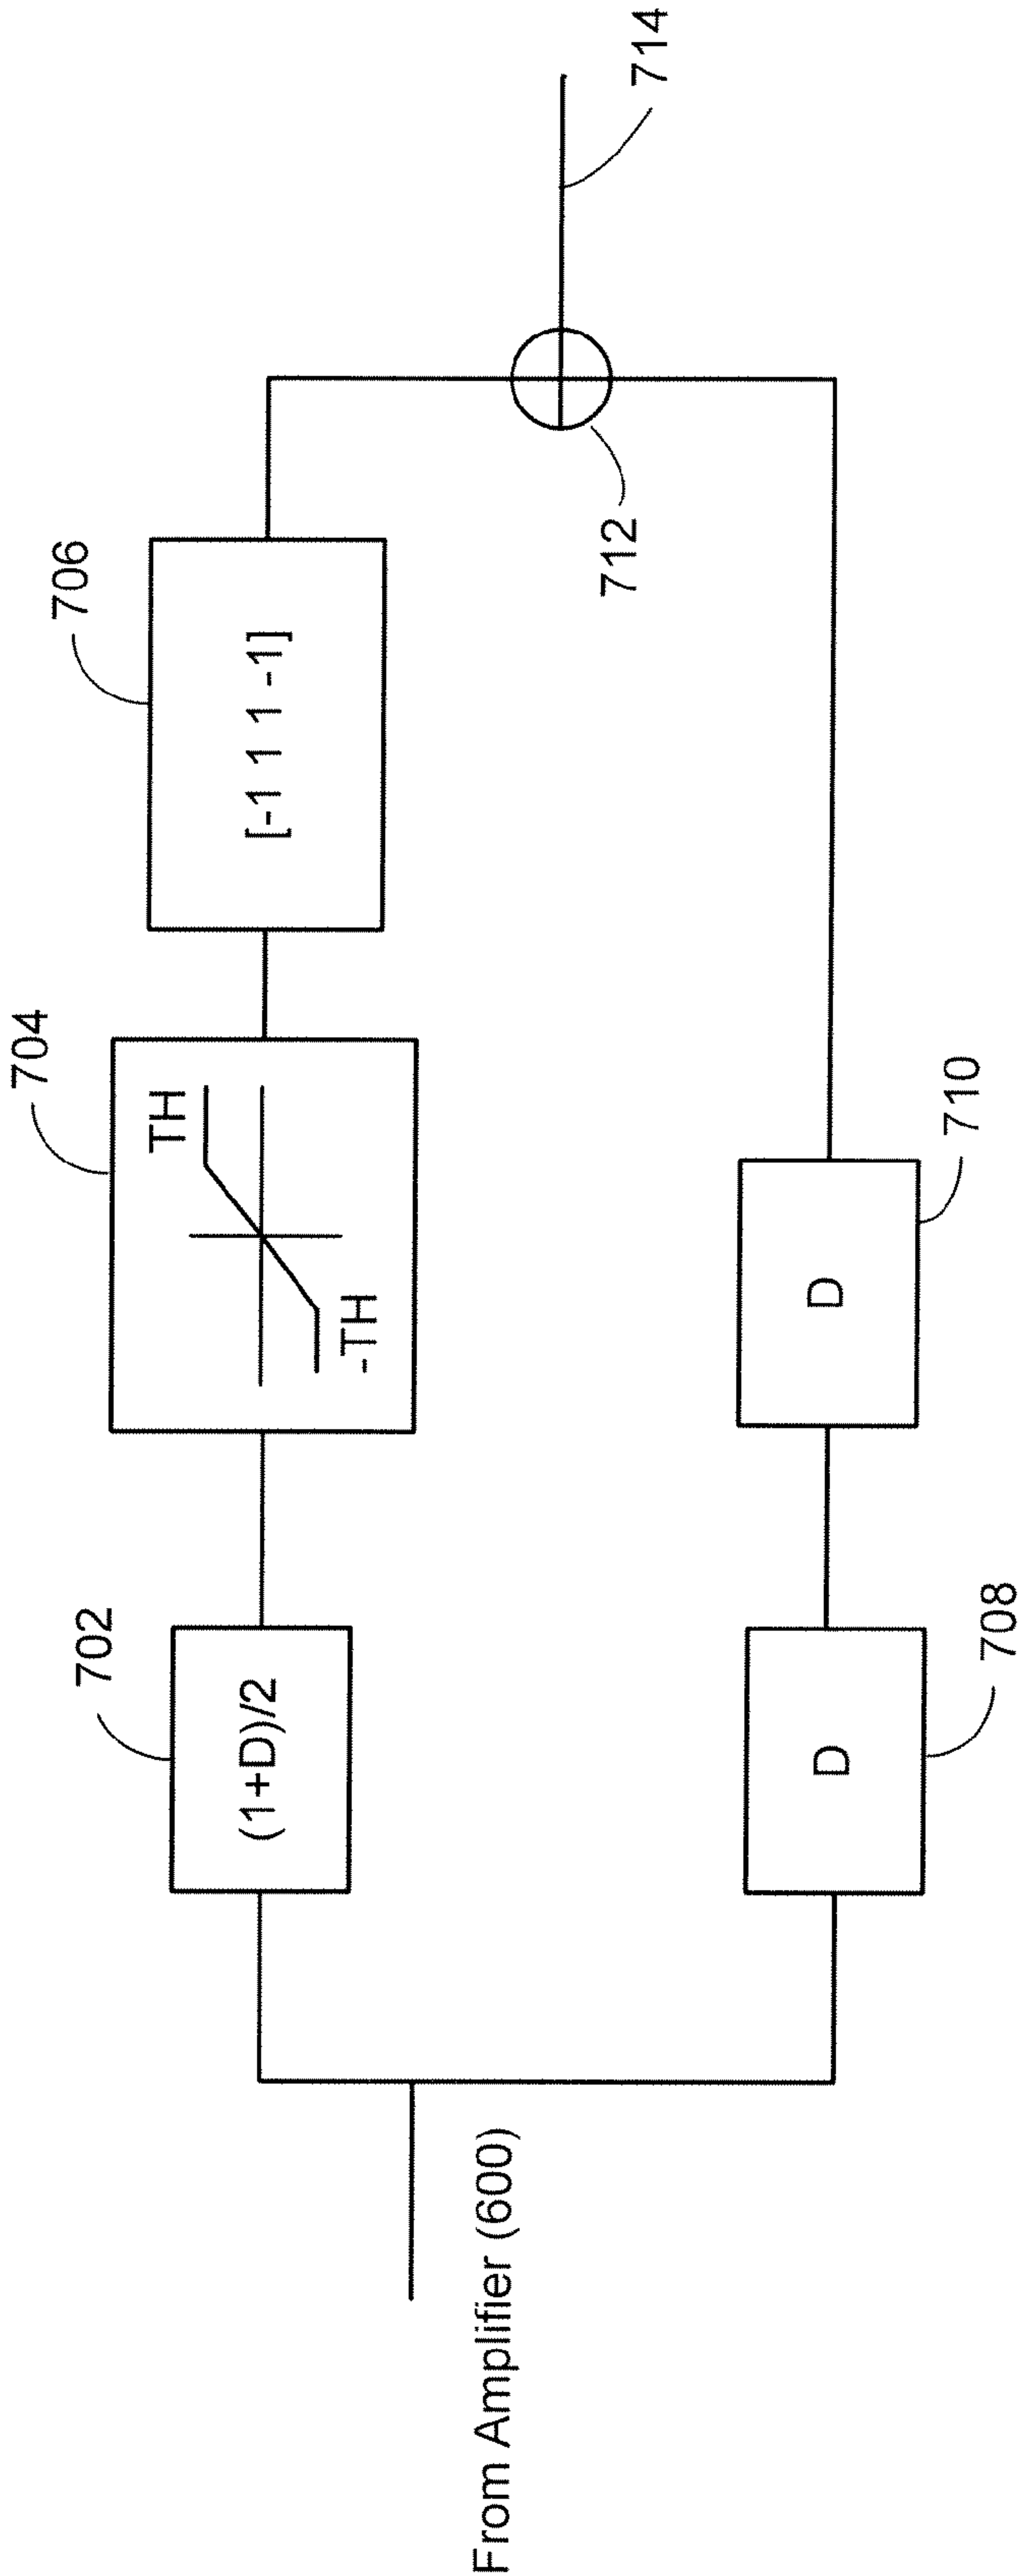 From Amplifier (600)
702
(1+D)/2
704
TH
-TH
706
[-1 1 1 -1]
708
D
710
D
712
714